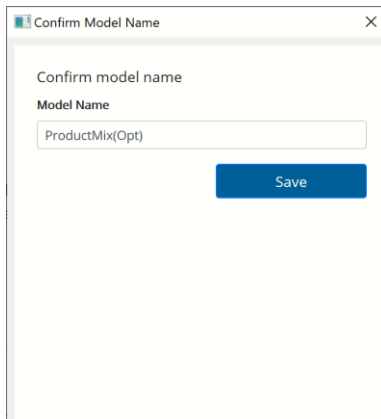 Confirm Model Name
Confirm model name
Model Name
ProductMix(Opt)
Save